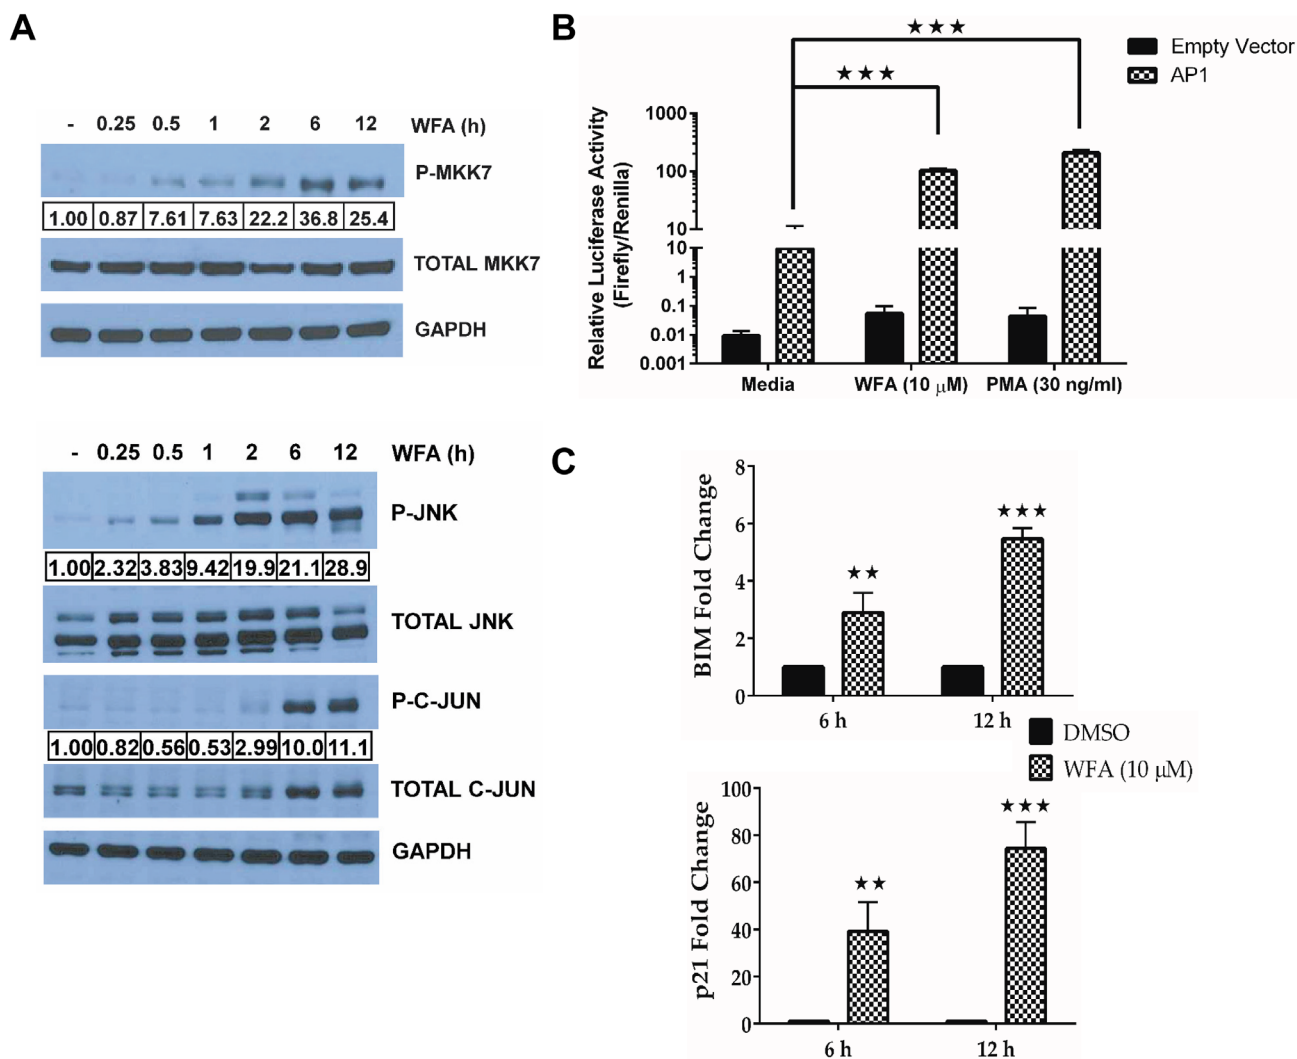 A
- 0.25 0.5 1 2 6 12 WFA (h)
P-MKK7
1.00 0.87 7.61 7.63 22.2 36.8 25.4
TOTAL MKK7
GAPDH
- 0.25 0.5 1 2 6 12 WFA (h)
P-JNK
1.00 2.32 3.83 9.42 19.9 21.1 28.9
TOTAL JNK
P-C-JUN
1.00 0.82 0.56 0.53 2.99 10.0 11.1
TOTAL C-JUN
GAPDH
B
★★★
★★★
Empty Vector
AP1
Relative Luciferase Activity
(Firefly/Renilla)
1000
100
10
10
1
0.1
0.01
0.001
Media WFA (10 μM) PMA (30 ng/ml)
C
BIM Fold Change
8
6
4
2
0
★★
★★★
6 h 12 h
DMSO
WFA (10 μM)
p21 Fold Change
100
80
60
40
20
0
★★
★★★
6 h 12 h